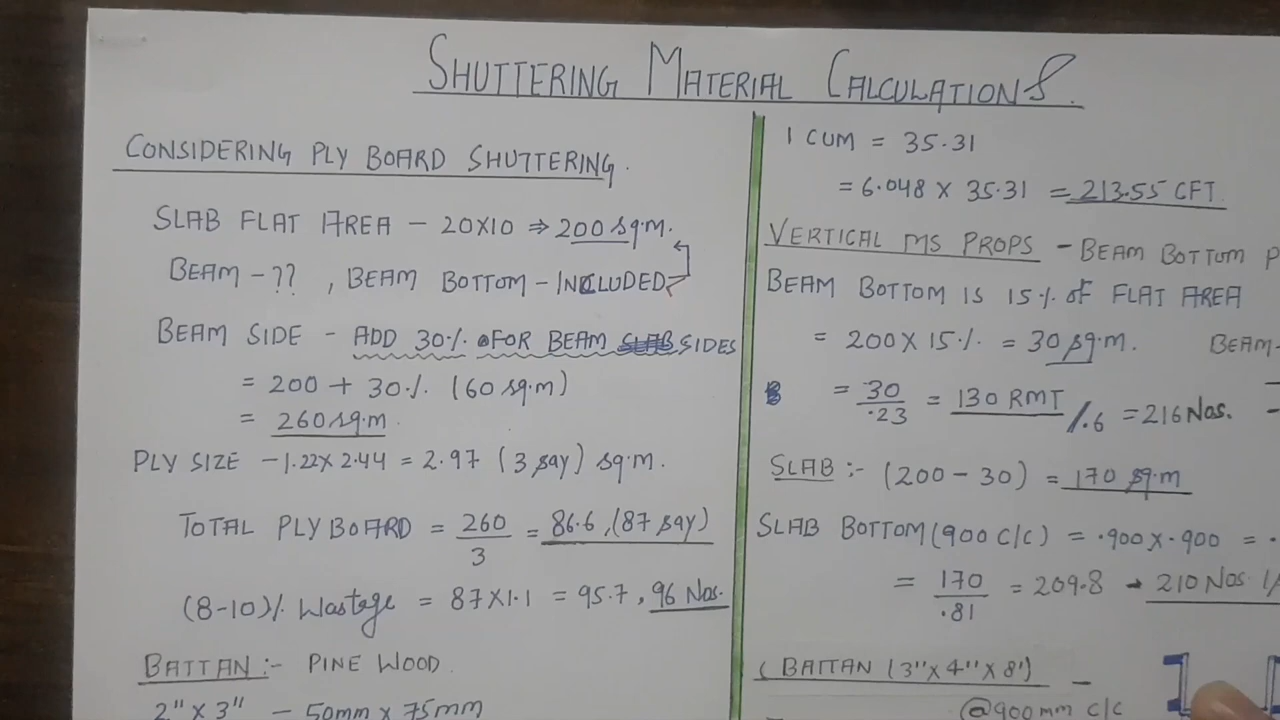 SHUTTERING MATERIAL CALCULATIONS.
CONSIDERING PLY BOARD SHUTTERING.
SLAB FLAT AREA - 20X10 ⇒ 200 sq.m.
BEAM - ??, BEAM BOTTOM - INCLUDED
BEAM SIDE - ADD 30% FOR BEAM SIDES
= 200 + 30% (60 sq.m)
= 260 sq.m
PLY SIZE - 1.22 X 2.44 = 2.97 (3 say) sq.m.
TOTAL PLY BOARD = 260/3 = 86.6, (87 say)
(8-10)% Wastege = 87 X 1.1 = 95.7, 96 Nos.
BATTAN :- PINE WOOD.
2" X 3" - 50mm X 75mm
1 CUM = 35.31
= 6.048 X 35.31 = 213.55 CFT.
VERTICAL MS PROPS - BEAM BOTTOM P
BEAM BOTTOM IS 15% of FLAT AREA
= 200 X 15% = 30 sq.m. BEAM-
= 30/.23 = 130 RMT/.6 = 216 Nos.
SLAB :- (200 - 30) = 170 sq.m
SLAB BOTTOM (900 C/C) = .900 X .900 = .
= 170/.81 = 209.8 → 210 Nos.
(BATTAN (3" X 4" X 8') -
@900mm c/c